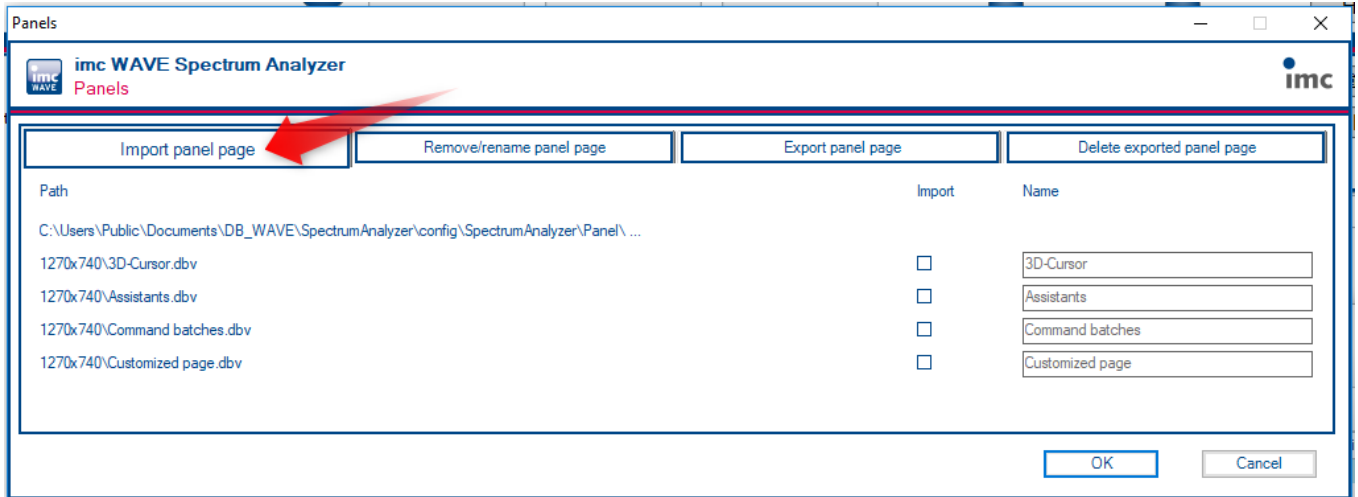 Panels
imc WAVE Spectrum Analyzer
Panels
imc WAVE
imc
Import panel page
Remove/rename panel page
Export panel page
Delete exported panel page
Path Import Name
C:\Users\Public\Documents\DB_WAVE\SpectrumAnalyzer\config\SpectrumAnalyzer\Panel\ ...
1270x740\3D-Cursor.dbv 3D-Cursor
1270x740\Assistants.dbv Assistants
1270x740\Command batches.dbv Command batches
1270x740\Customized page.dbv Customized page
OK Cancel